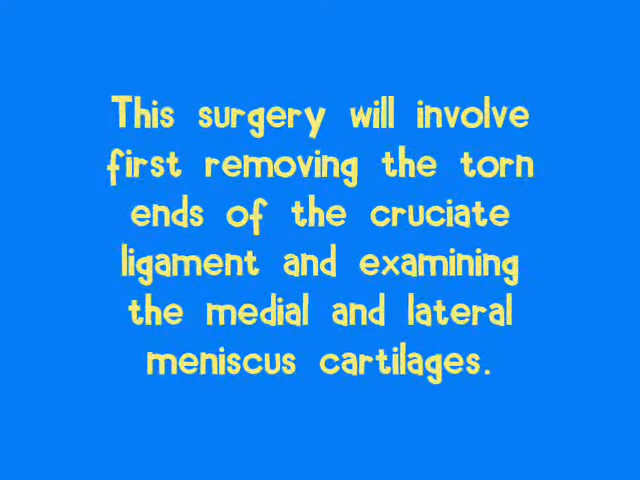 This surgery will involve
first removing the torn
ends of the cruciate
ligament and examining
the medial and lateral
meniscus cartilages.